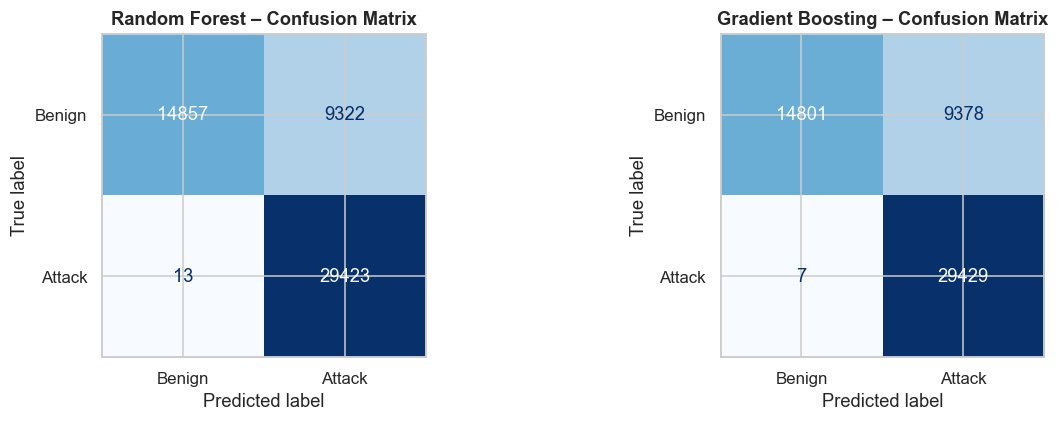 Random Forest – Confusion Matrix
Benign
14857
9322
True label
Attack
13
29423
Benign
Attack
Predicted label
Gradient Boosting – Confusion Matrix
Benign
14801
9378
True label
Attack
7
29429
Benign
Attack
Predicted label